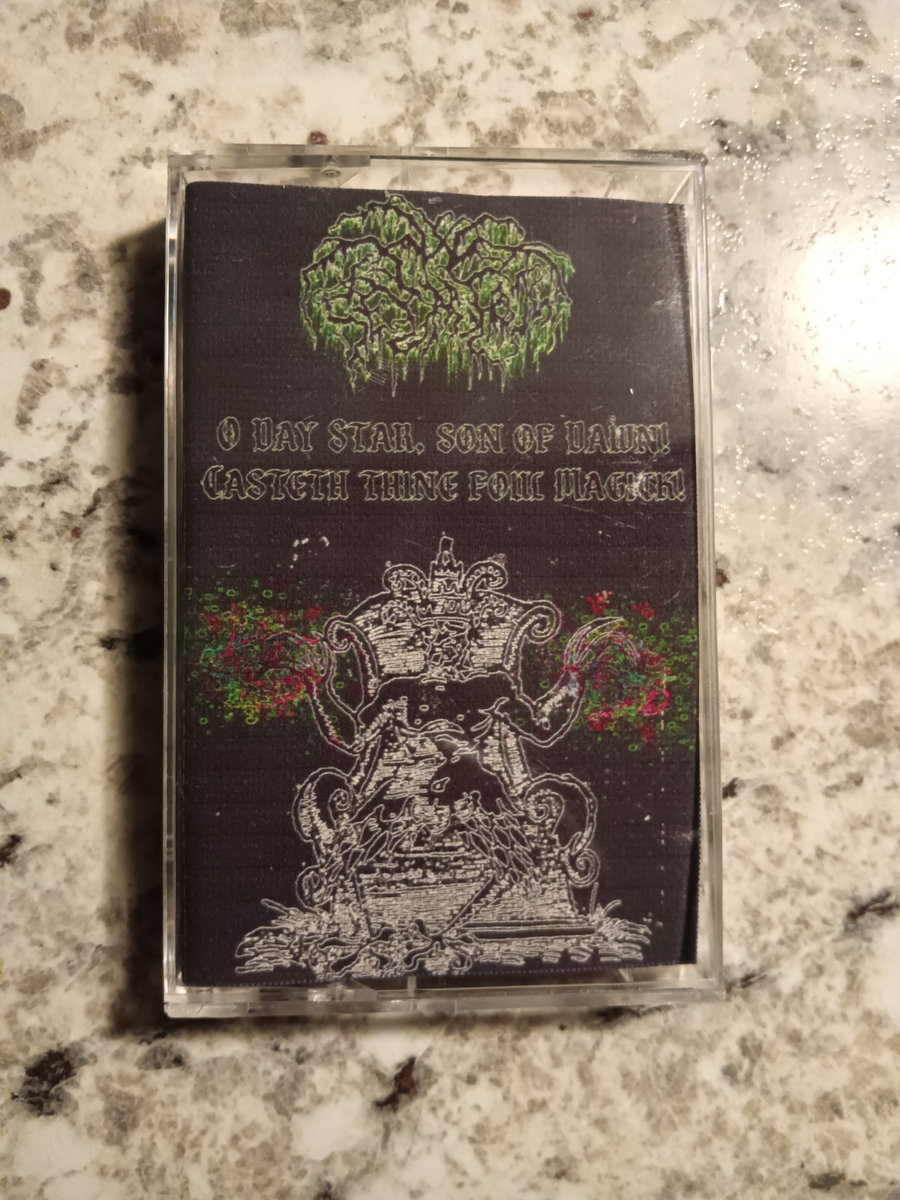 O Day Star, son of Dawn!
Casteth thine foul Magick!